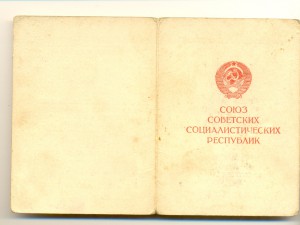 СОЮЗ
СОВЕТСКИХ
СОЦИАЛИСТИЧЕСКИХ
РЕСПУБЛИК